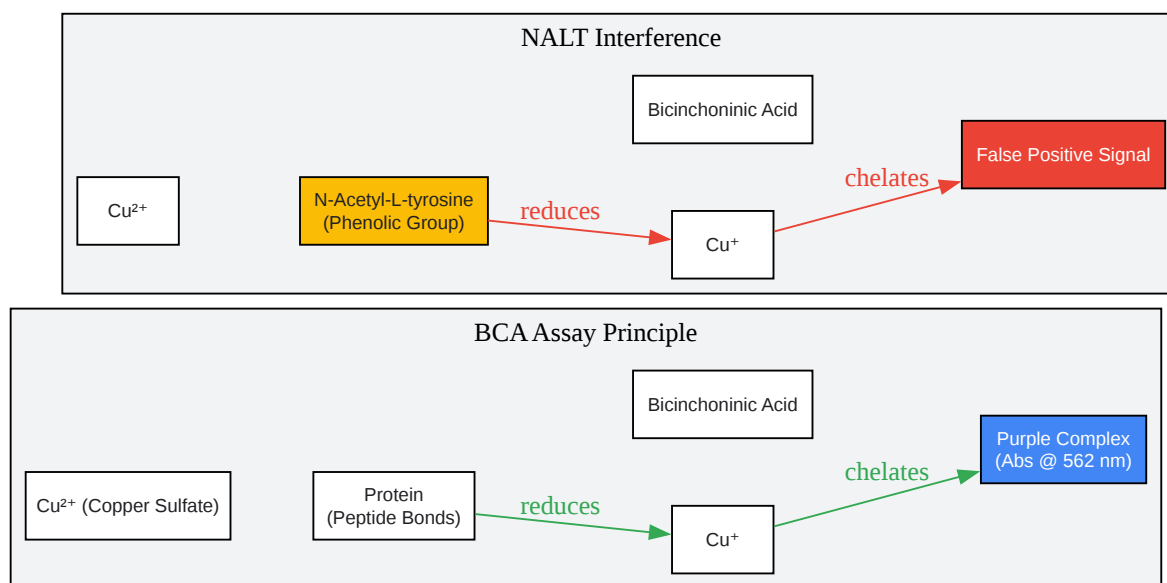 NALT Interference
Bicinchoninic Acid
False Positive Signal
chelates
Cu²⁺
N-Acetyl-L-tyrosine
(Phenolic Group)
reduces
Cu⁺
BCA Assay Principle
Bicinchoninic Acid
Purple Complex
(Abs @ 562 nm)
chelates
Cu²⁺ (Copper Sulfate)
Protein
(Peptide Bonds)
reduces
Cu⁺